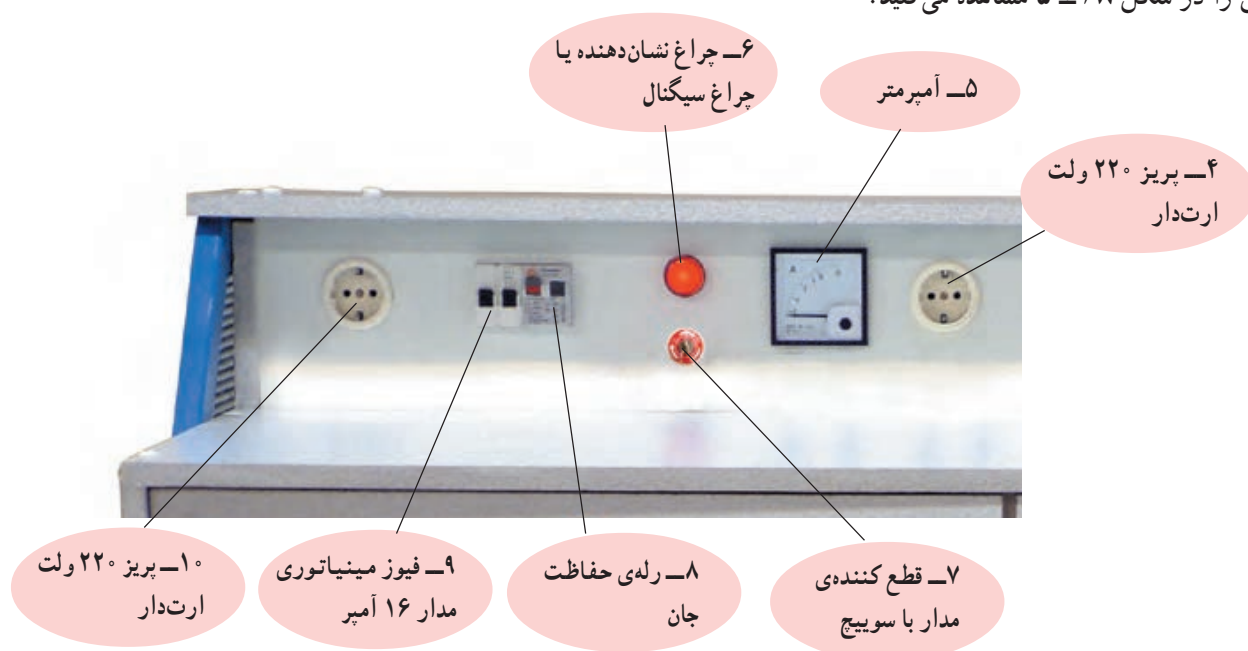 ۶ــ چراغ نشان‌دهنده یا
چراغ سیگنال
۵ــ آمپرمتر
۴ــ پریز ۲۲۰ ولت
ارت‌دار
A
۱۰ــ پریز ۲۲۰ ولت
ارت‌دار
۹ــ فیوز مینیاتوری
مدار ۱۶ آمپر
۸ــ رله‌ی حفاظت
جان
۷ــ قطع کننده‌ی
مدار با سوییچ